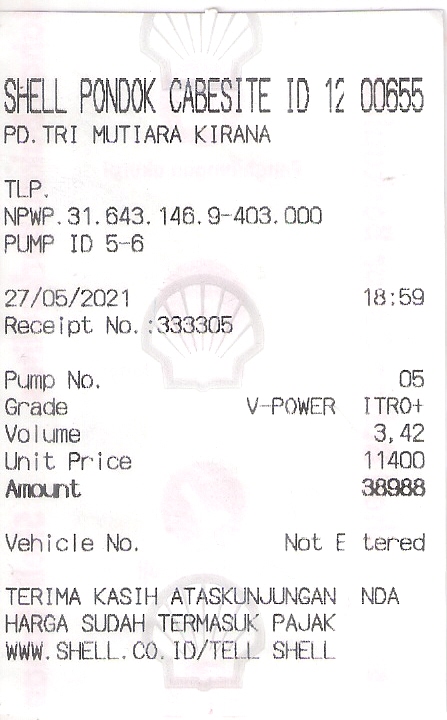 SHELL PONDOK CABESITE ID 12 00655
PD. TRI MUTIARA KIRANA
TLP.
NPWP.31.643.146.9-403.000
PUMP ID 5-6
27/05/2021 18:59
Receipt No.:333305
Pump No. 05
Grade V-POWER ITRO+
Volume 3,42
Unit Price 11400
Amount 38988
Vehicle No. Not E tered
TERIMA KASIH ATASKUNJUNGAN NDA
HARGA SUDAH TERMASUK PAJAK
WWW.SHELL.CO.ID/TELL SHELL